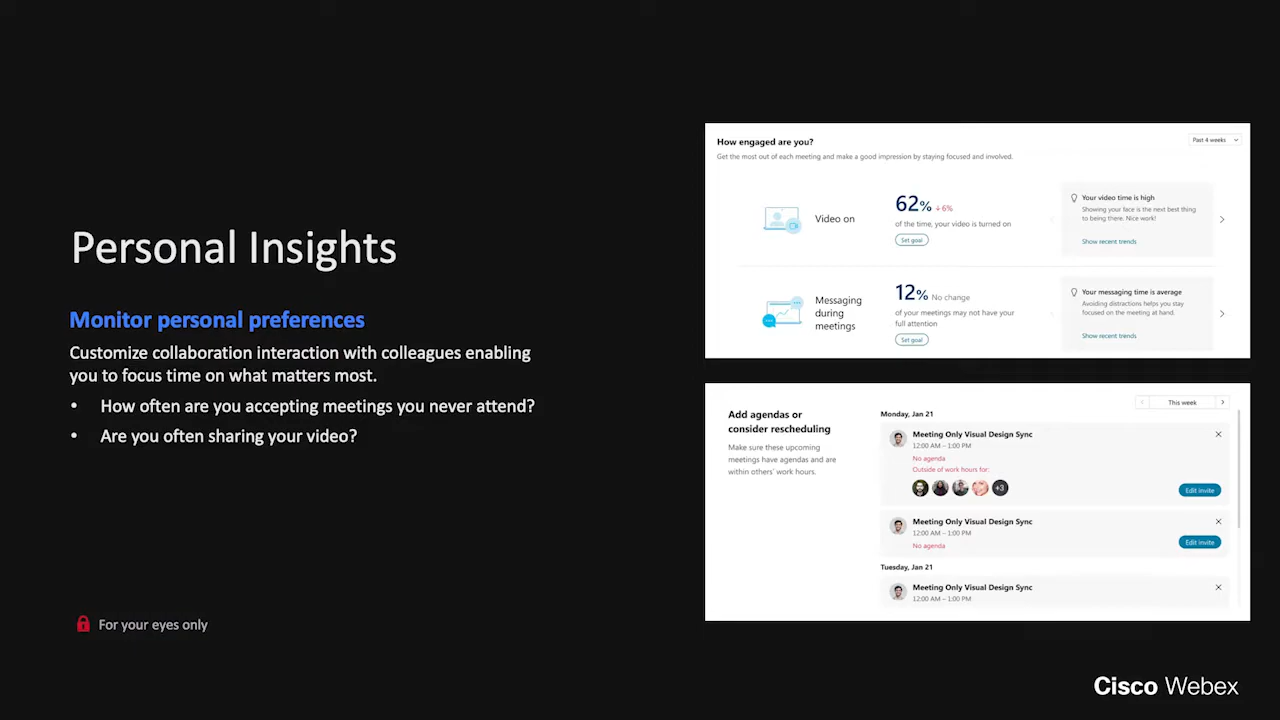 Personal Insights
Monitor personal preferences
Customize collaboration interaction with colleagues enabling
you to focus time on what matters most.
• How often are you accepting meetings you never attend?
• Are you often sharing your video?
For your eyes only
How engaged are you?
Past 4 weeks
Get the most out of each meeting and make a good impression by staying focused and involved.
Video on
62% ↓6%
of the time, your video is turned on
Set goal
Your video time is high
Showing your face is the next best thing
to being there. Nice work!
Show recent trends
Messaging
during
meetings
12% No change
of your meetings may not have your
full attention
Set goal
Your messaging time is average
Avoiding distractions helps you stay
focused on the meeting at hand.
Show recent trends
Add agendas or
consider rescheduling
Make sure these upcoming
meetings have agendas and are
within others' work hours.
This week
Monday, Jan 21
Meeting Only Visual Design Sync
12:00 AM – 1:00 PM
No agenda
Outside of work hours for:
+3
Edit invite
Meeting Only Visual Design Sync
12:00 AM – 1:00 PM
No agenda
Edit invite
Tuesday, Jan 21
Meeting Only Visual Design Sync
12:00 AM – 1:00 PM
Cisco Webex